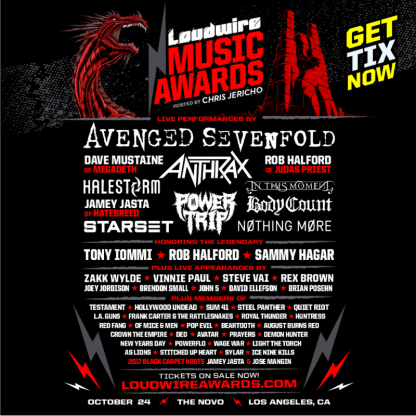 Loudwire
MUSIC
AWARDS
HOSTED BY CHRIS JERICHO
GET
TIX
NOW
LIVE PERFORMANCES BY
AVENGED SEVENFOLD
DAVE MUSTAINE
OF MEGADETH
ANTHRAX
ROB HALFORD
OF JUDAS PRIEST
HALESTORM
IN THIS MOMENT
JAMEY JASTA
OF HATEBREED
POWER
TRIP
BodyCount
STARSET
NOTHING MORE
HONORING THE LEGENDARY
TONY IOMMI ★ ROB HALFORD ★ SAMMY HAGAR
PLUS LIVE APPEARANCES BY
ZAKK WYLDE ★ VINNIE PAUL ★ STEVE VAI ★ REX BROWN
JOEY JORDISON ★ BRENDON SMALL ★ JOHN 5 ★ DAVID ELLEFSON ★ BRIAN POSEHN
PLUS MEMBERS OF
TESTAMENT ★ HOLLYWOOD UNDEAD ★ SUM 41 ★ STEEL PANTHER ★ QUIET RIOT
L.A. GUNS ★ FRANK CARTER & THE RATTLESNAKES ★ ROYAL THUNDER ★ HUNTRESS
RED FANG ★ OF MICE & MEN ★ POP EVIL ★ BEARTOOTH ★ AUGUST BURNS RED
CROWN THE EMPIRE ★ DED ★ AVATAR ★ PRAYERS ★ DEMON HUNTER
NEW YEARS DAY ★ POWERFLO ★ WAGE WAR ★ LIGHT THE TORCH
AS LIONS ★ STITCHED UP HEART ★ SYLAR ★ ICE NINE KILLS
2017 BLACK CARPET HOSTS JAMEY JASTA & JOSE MANGIN
TICKETS ON SALE NOW!
LOUDWIREAWARDS.COM
OCTOBER 24 THE NOVO LOS ANGELES, CA